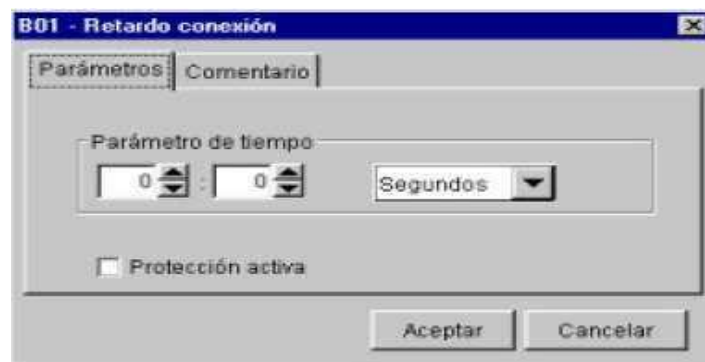 B01 - Retardo conexión
Parámetros Comentario
Parámetro de tiempo
0 : 0 Segundos
Protección activa
Aceptar Cancelar